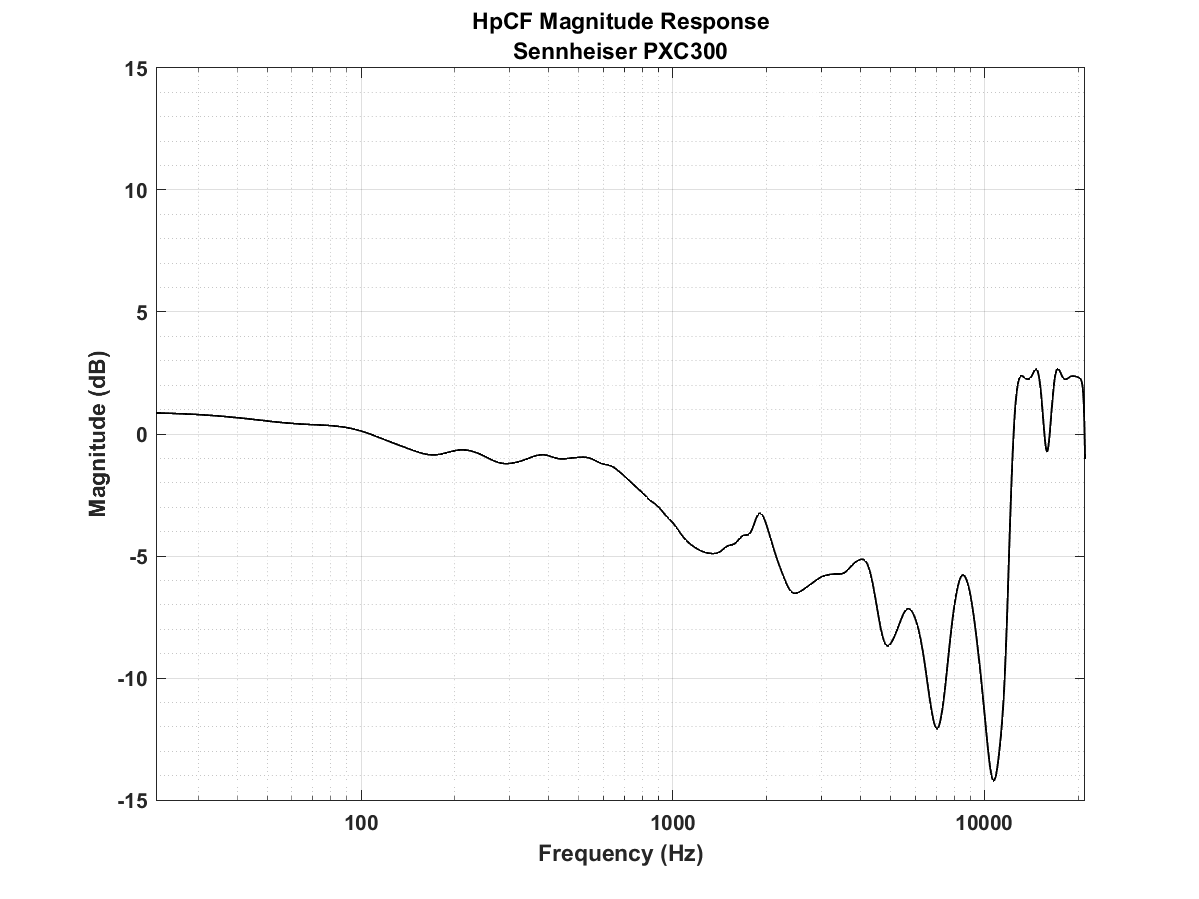 HpCF Magnitude Response
Sennheiser PXC300
15
10
5
0
-5
-10
-15
Magnitude (dB)
100
1000
10000
Frequency (Hz)